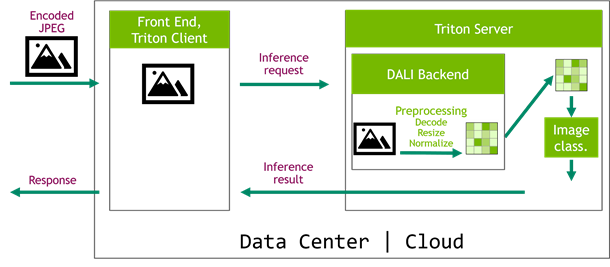 Encoded
JPEG
Front End,
Triton Client
Inference
request
Triton Server
DALI Backend
Preprocessing
Decode
Resize
Normalize
Image
class.
Response
Inference
result
Data Center | Cloud